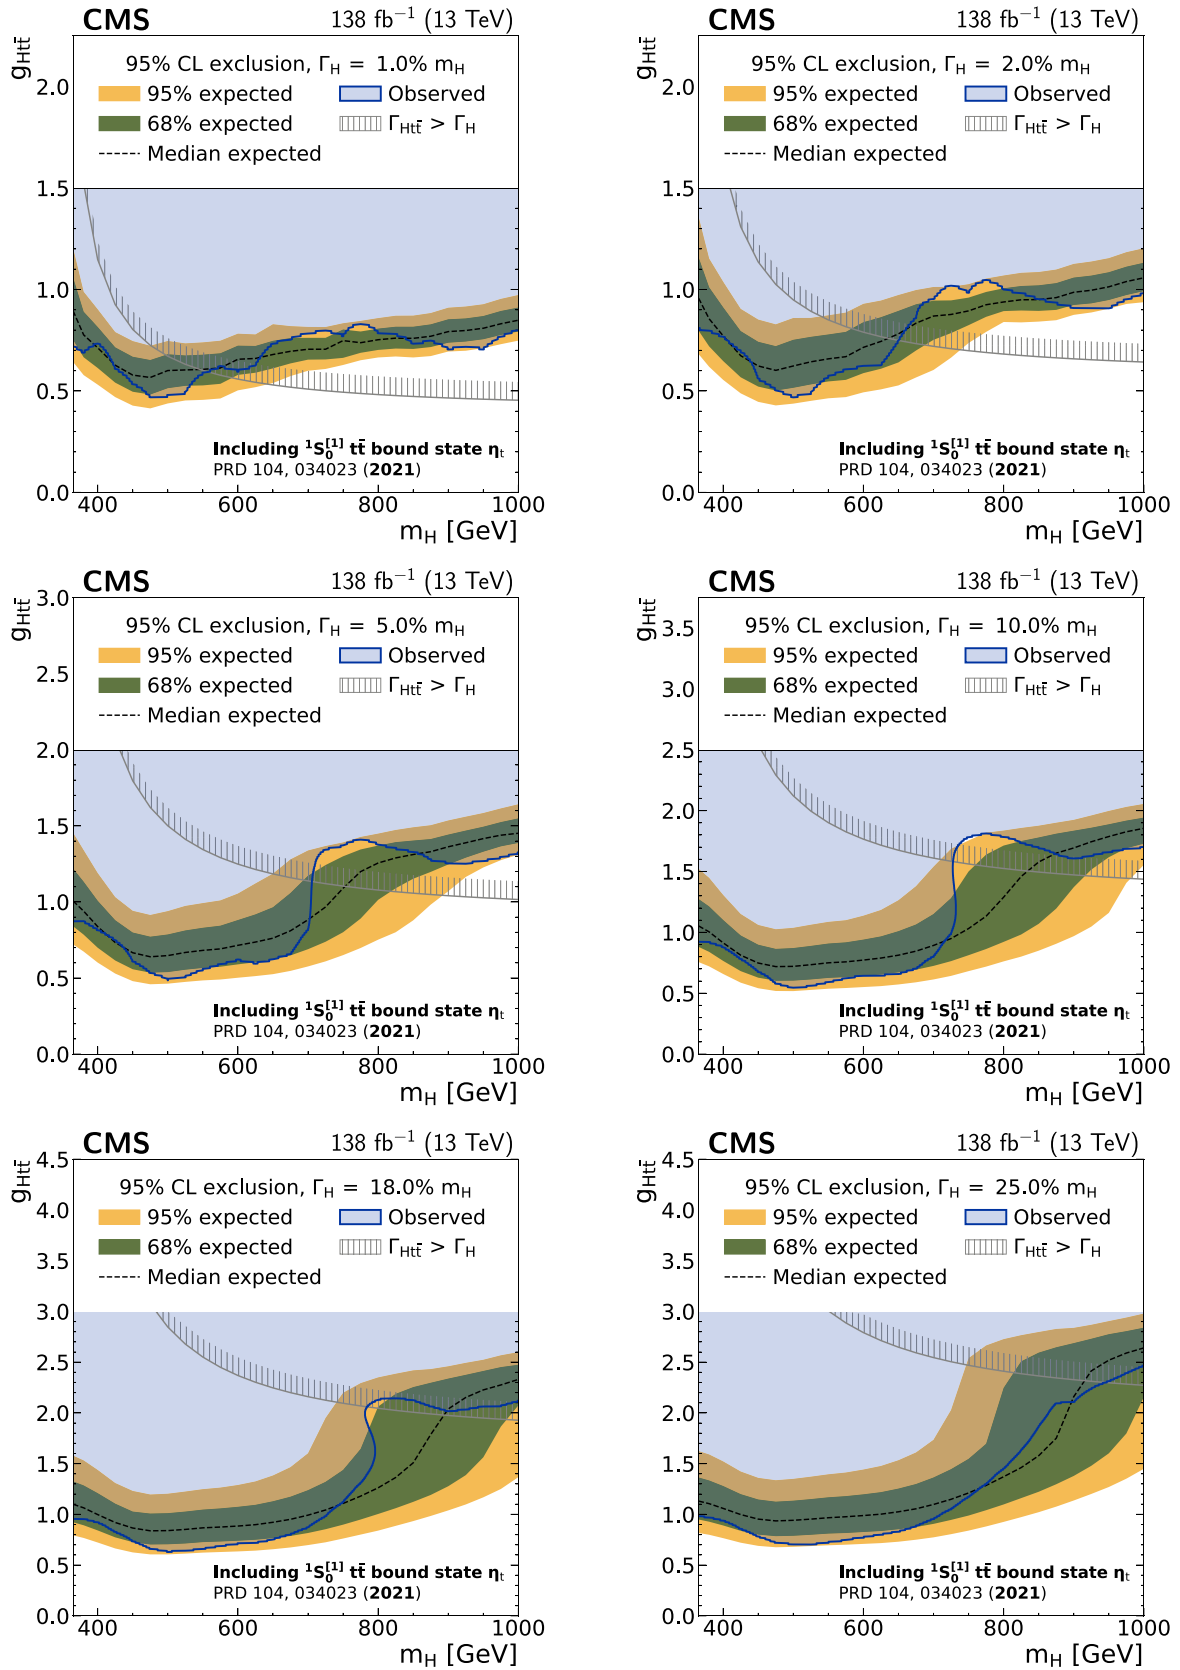 CMS 138 fb⁻¹ (13 TeV)
g_Htt̄
95% CL exclusion, Γ_H = 1.0% m_H
95% expected Observed
68% expected Γ_Htt̄ > Γ_H
Median expected
2.0
1.5
1.0
0.5
0.0
Including ¹S₀^[1] tt̄ bound state η_t
PRD 104, 034023 (2021)
400 600 800 1000
m_H [GeV]
CMS 138 fb⁻¹ (13 TeV)
g_Htt̄
95% CL exclusion, Γ_H = 2.0% m_H
95% expected Observed
68% expected Γ_Htt̄ > Γ_H
Median expected
2.0
1.5
1.0
0.5
0.0
Including ¹S₀^[1] tt̄ bound state η_t
PRD 104, 034023 (2021)
400 600 800 1000
m_H [GeV]
CMS 138 fb⁻¹ (13 TeV)
g_Htt̄
95% CL exclusion, Γ_H = 5.0% m_H
95% expected Observed
68% expected Γ_Htt̄ > Γ_H
Median expected
3.0
2.5
2.0
1.5
1.0
0.5
0.0
Including ¹S₀^[1] tt̄ bound state η_t
PRD 104, 034023 (2021)
400 600 800 1000
m_H [GeV]
CMS 138 fb⁻¹ (13 TeV)
g_Htt̄
95% CL exclusion, Γ_H = 10.0% m_H
95% expected Observed
68% expected Γ_Htt̄ > Γ_H
Median expected
3.5
3.0
2.5
2.0
1.5
1.0
0.5
0.0
Including ¹S₀^[1] tt̄ bound state η_t
PRD 104, 034023 (2021)
400 600 800 1000
m_H [GeV]
CMS 138 fb⁻¹ (13 TeV)
g_Htt̄
95% CL exclusion, Γ_H = 18.0% m_H
95% expected Observed
68% expected Γ_Htt̄ > Γ_H
Median expected
4.5
4.0
3.5
3.0
2.5
2.0
1.5
1.0
0.5
0.0
Including ¹S₀^[1] tt̄ bound state η_t
PRD 104, 034023 (2021)
400 600 800 1000
m_H [GeV]
CMS 138 fb⁻¹ (13 TeV)
g_Htt̄
95% CL exclusion, Γ_H = 25.0% m_H
95% expected Observed
68% expected Γ_Htt̄ > Γ_H
Median expected
4.5
4.0
3.5
3.0
2.5
2.0
1.5
1.0
0.5
0.0
Including ¹S₀^[1] tt̄ bound state η_t
PRD 104, 034023 (2021)
400 600 800 1000
m_H [GeV]